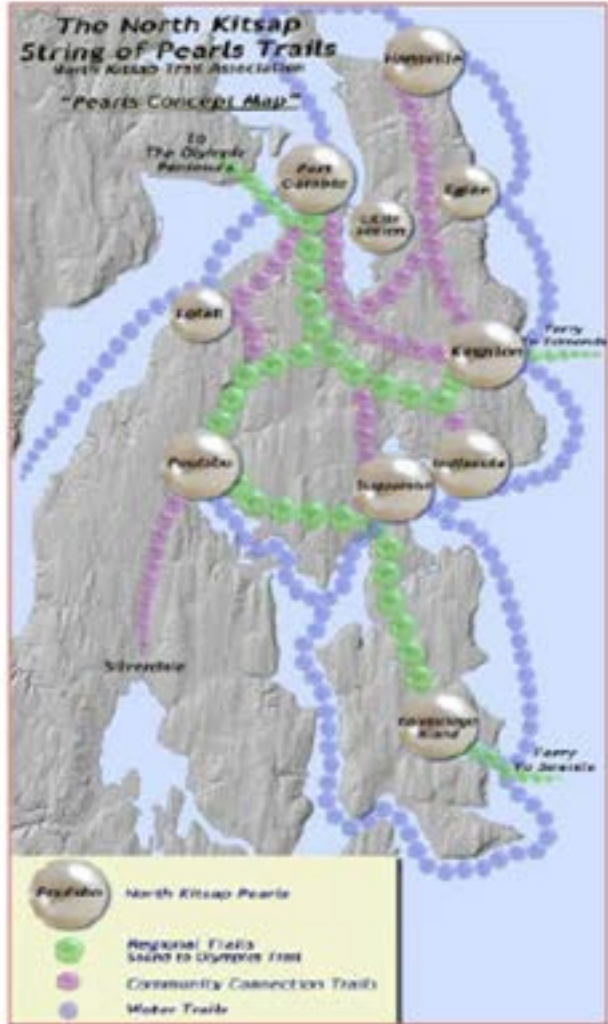 The North Kitsap
String of Pearls Trails
North Kitsap Trail Association
"Pearls Concept Map"
To
The Olympic
Peninsula
Hansville
Port
Gamble
Eglon
Little
Boston
Lofall
Kingston
Ferry
To Edmonds
Poulsbo
Suquamish
Indianola
Silverdale
Bainbridge
Island
Ferry
To Seattle
Poulsbo
North Kitsap Pearls
Regional Trails
Sound to Olympics Trail
Community Connection Trails
Water Trails